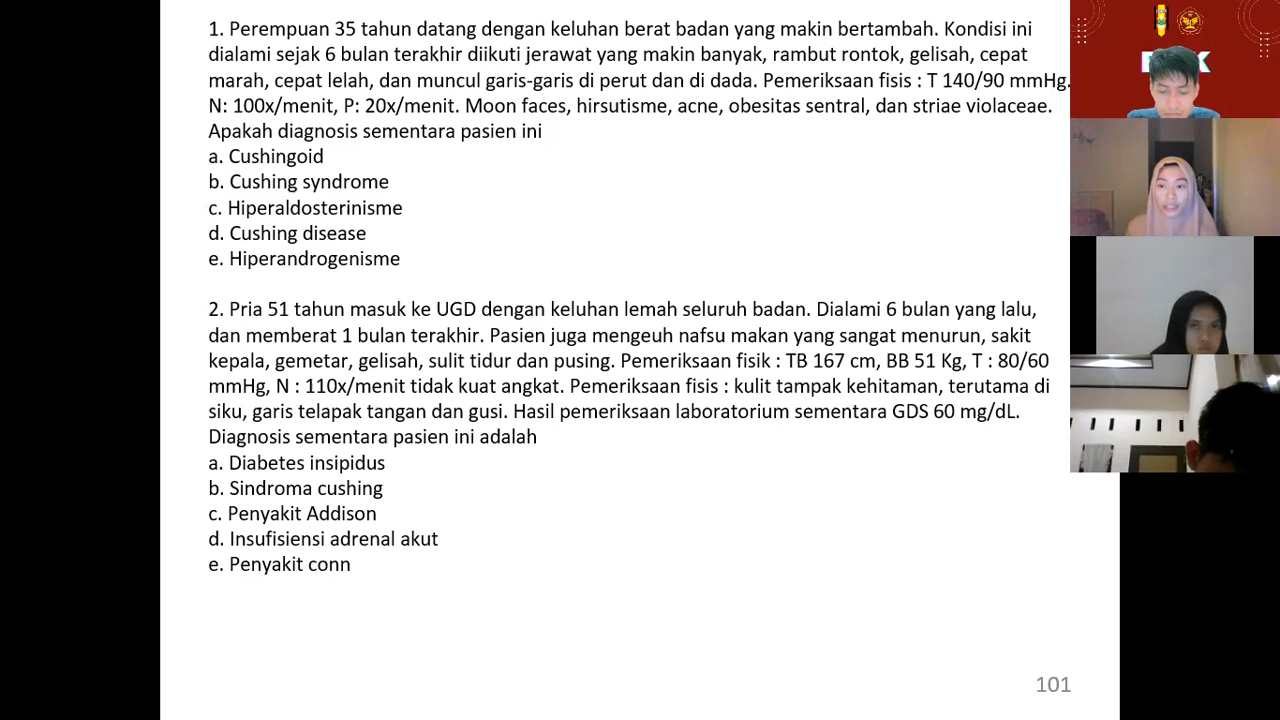 1. Perempuan 35 tahun datang dengan keluhan berat badan yang makin bertambah. Kondisi ini
dialami sejak 6 bulan terakhir diikuti jerawat yang makin banyak, rambut rontok, gelisah, cepat
marah, cepat lelah, dan muncul garis-garis di perut dan di dada. Pemeriksaan fisis : T 140/90 mmHg.
N: 100x/menit, P: 20x/menit. Moon faces, hirsutisme, acne, obesitas sentral, dan striae violaceae.
Apakah diagnosis sementara pasien ini
a. Cushingoid
b. Cushing syndrome
c. Hiperaldosterinisme
d. Cushing disease
e. Hiperandrogenisme
2. Pria 51 tahun masuk ke UGD dengan keluhan lemah seluruh badan. Dialami 6 bulan yang lalu,
dan memberat 1 bulan terakhir. Pasien juga mengeuh nafsu makan yang sangat menurun, sakit
kepala, gemetar, gelisah, sulit tidur dan pusing. Pemeriksaan fisik : TB 167 cm, BB 51 Kg, T : 80/60
mmHg, N : 110x/menit tidak kuat angkat. Pemeriksaan fisis : kulit tampak kehitaman, terutama di
siku, garis telapak tangan dan gusi. Hasil pemeriksaan laboratorium sementara GDS 60 mg/dL.
Diagnosis sementara pasien ini adalah
a. Diabetes insipidus
b. Sindroma cushing
c. Penyakit Addison
d. Insufisiensi adrenal akut
e. Penyakit conn
101